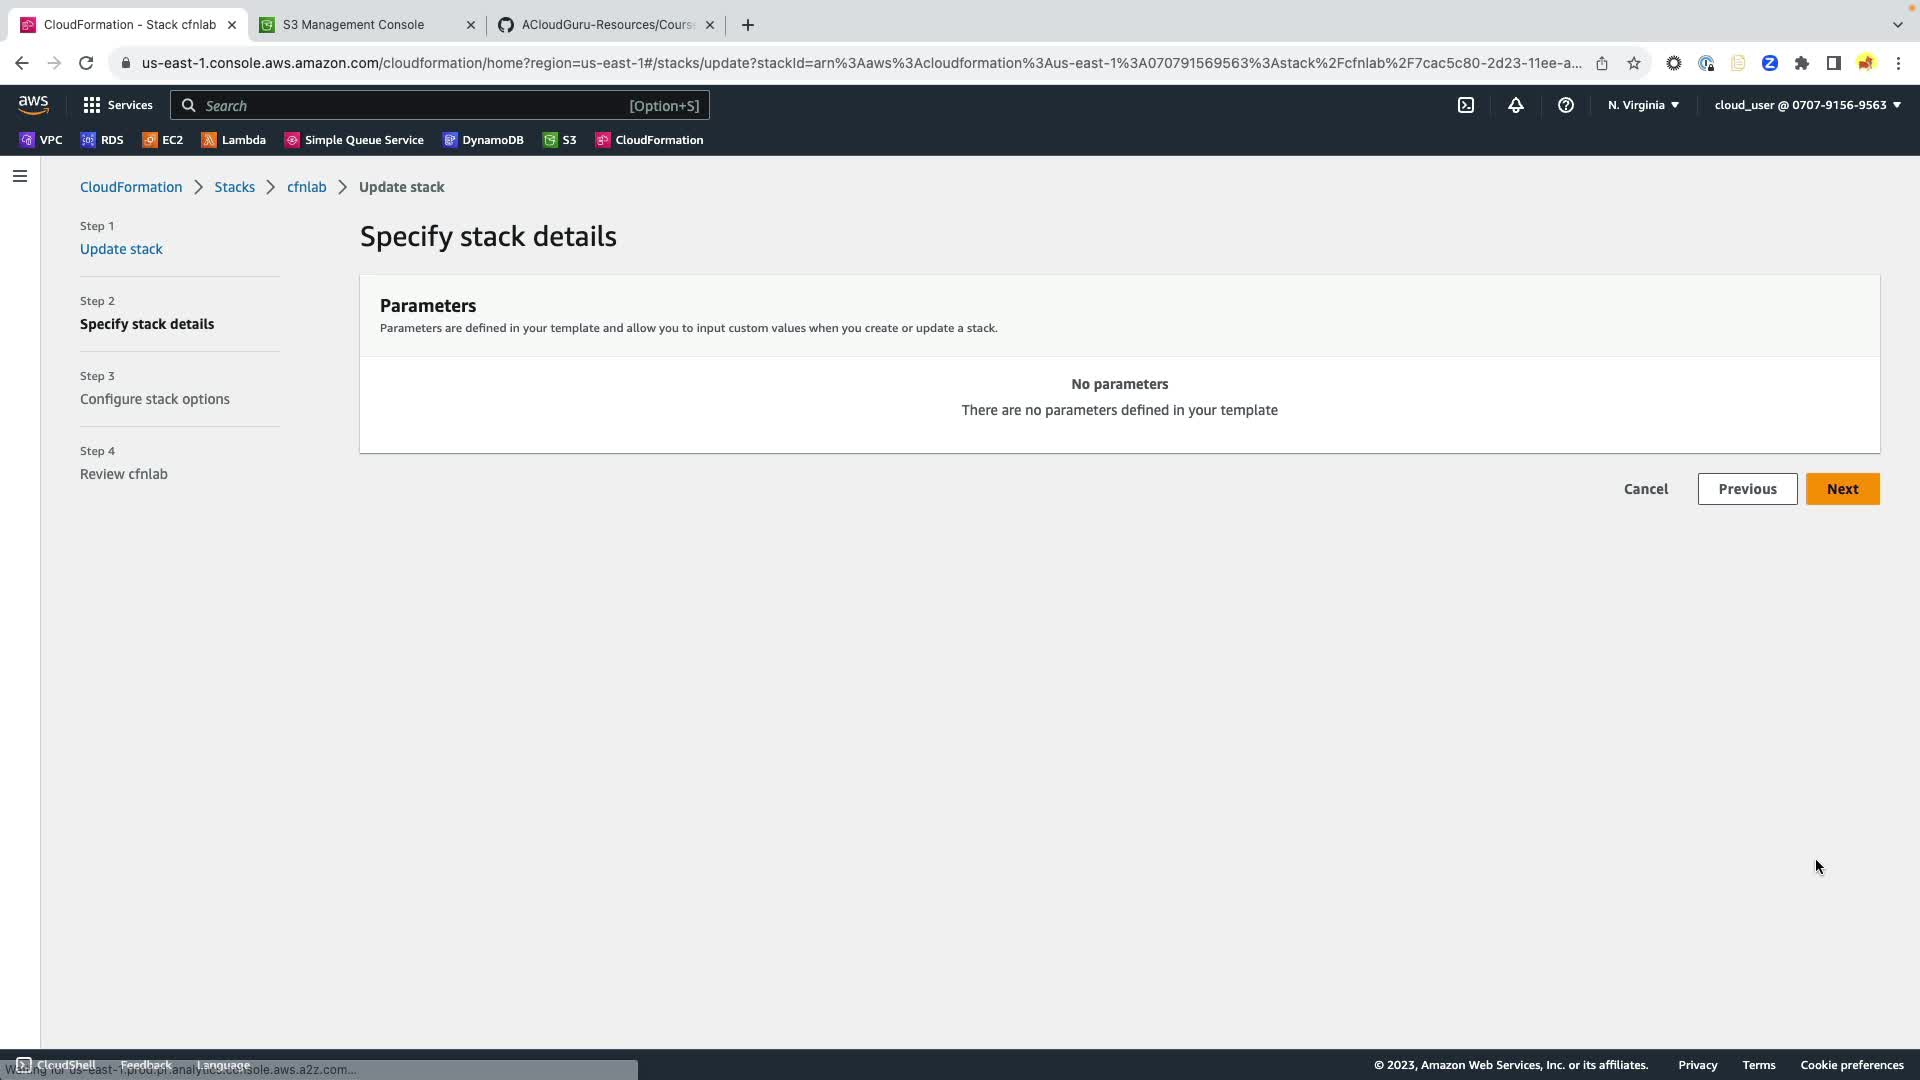 CloudFormation - Stack cfnlab
S3 Management Console
ACloudGuru-Resources/Cours
us-east-1.console.aws.amazon.com/cloudformation/home?region=us-east-1#/stacks/update?stackId=arn%3Aaws%3Acloudformation%3Aus-east-1%3A070791569563%3Astack%2Fcfnlab%2F7cac5c80-2d23-11ee-a...
aws
Services
Search
[Option+S]
N. Virginia
cloud_user @ 0707-9156-9563
VPC
RDS
EC2
Lambda
Simple Queue Service
DynamoDB
S3
CloudFormation
CloudFormation
Stacks
cfnlab
Update stack
Step 1
Update stack
Step 2
Specify stack details
Step 3
Configure stack options
Step 4
Review cfnlab
Specify stack details
Parameters
Parameters are defined in your template and allow you to input custom values when you create or update a stack.
No parameters
There are no parameters defined in your template
Cancel
Previous
Next
CloudShell
Feedback
Language
Waiting for us-east-1.prod.pr.analytics.console.aws.a2z.com...
© 2023, Amazon Web Services, Inc. or its affiliates.
Privacy
Terms
Cookie preferences